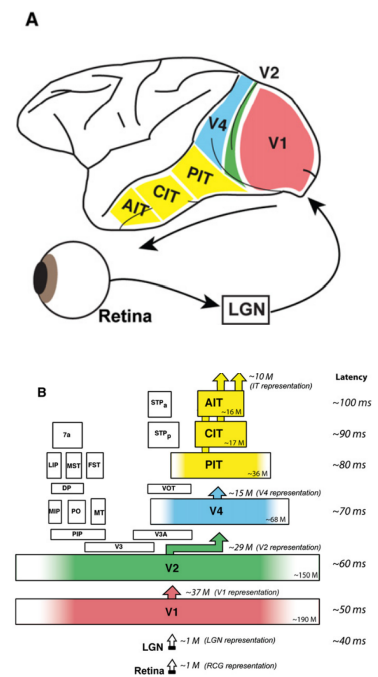 A
V2
V4
V1
PIT
CIT
AIT
Retina
LGN
B
~10 M
(IT representation)
Latency
STPa
AIT
~16 M
~100 ms
7a
STPp
CIT
~17 M
~90 ms
LIP
MST
FST
PIT
~36 M
~80 ms
DP
VOT
~15 M (V4 representation)
MIP
PO
MT
V4
~68 M
~70 ms
PIP
V3A
V3
~29 M (V2 representation)
V2
~150 M
~60 ms
~37 M (V1 representation)
V1
~190 M
~50 ms
LGN
~1 M (LGN representation)
~40 ms
Retina
~1 M (RCG representation)